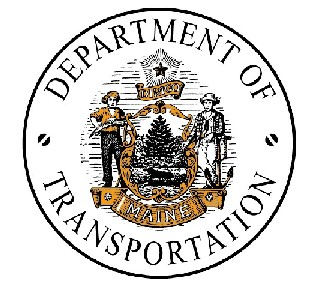 DEPARTMENT OF
DIRIGO
MAINE
TRANSPORTATION